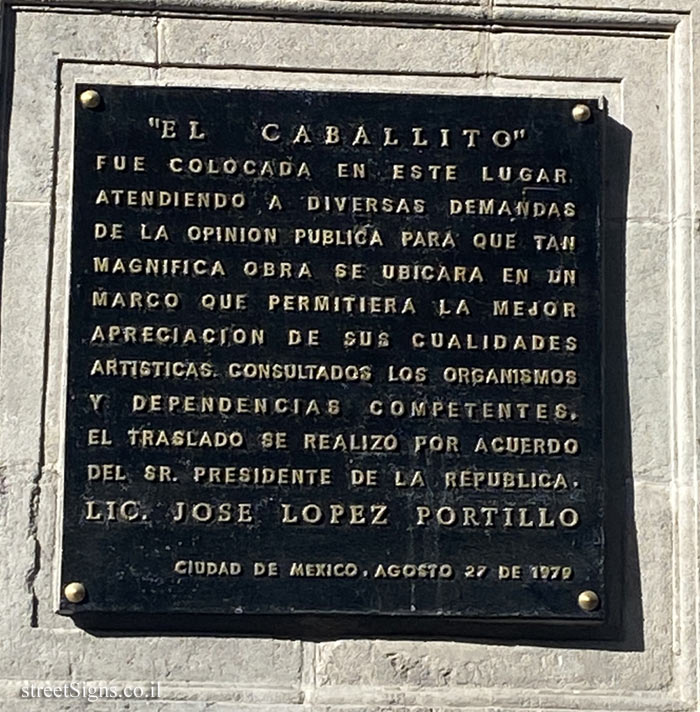 "EL CABALLITO"
FUE COLOCADA EN ESTE LUGAR
ATENDIENDO A DIVERSAS DEMANDAS
DE LA OPINION PUBLICA PARA QUE TAN
MAGNIFICA OBRA SE UBICARA EN UN
MARCO QUE PERMITIERA LA MEJOR
APRECIACION DE SUS CUALIDADES
ARTISTICAS. CONSULTADOS LOS ORGANISMOS
Y DEPENDENCIAS COMPETENTES,
EL TRASLADO SE REALIZO POR ACUERDO
DEL SR. PRESIDENTE DE LA REPUBLICA.
LIC. JOSE LOPEZ PORTILLO
CIUDAD DE MEXICO, AGOSTO 27 DE 1979
streetSigns.co.il